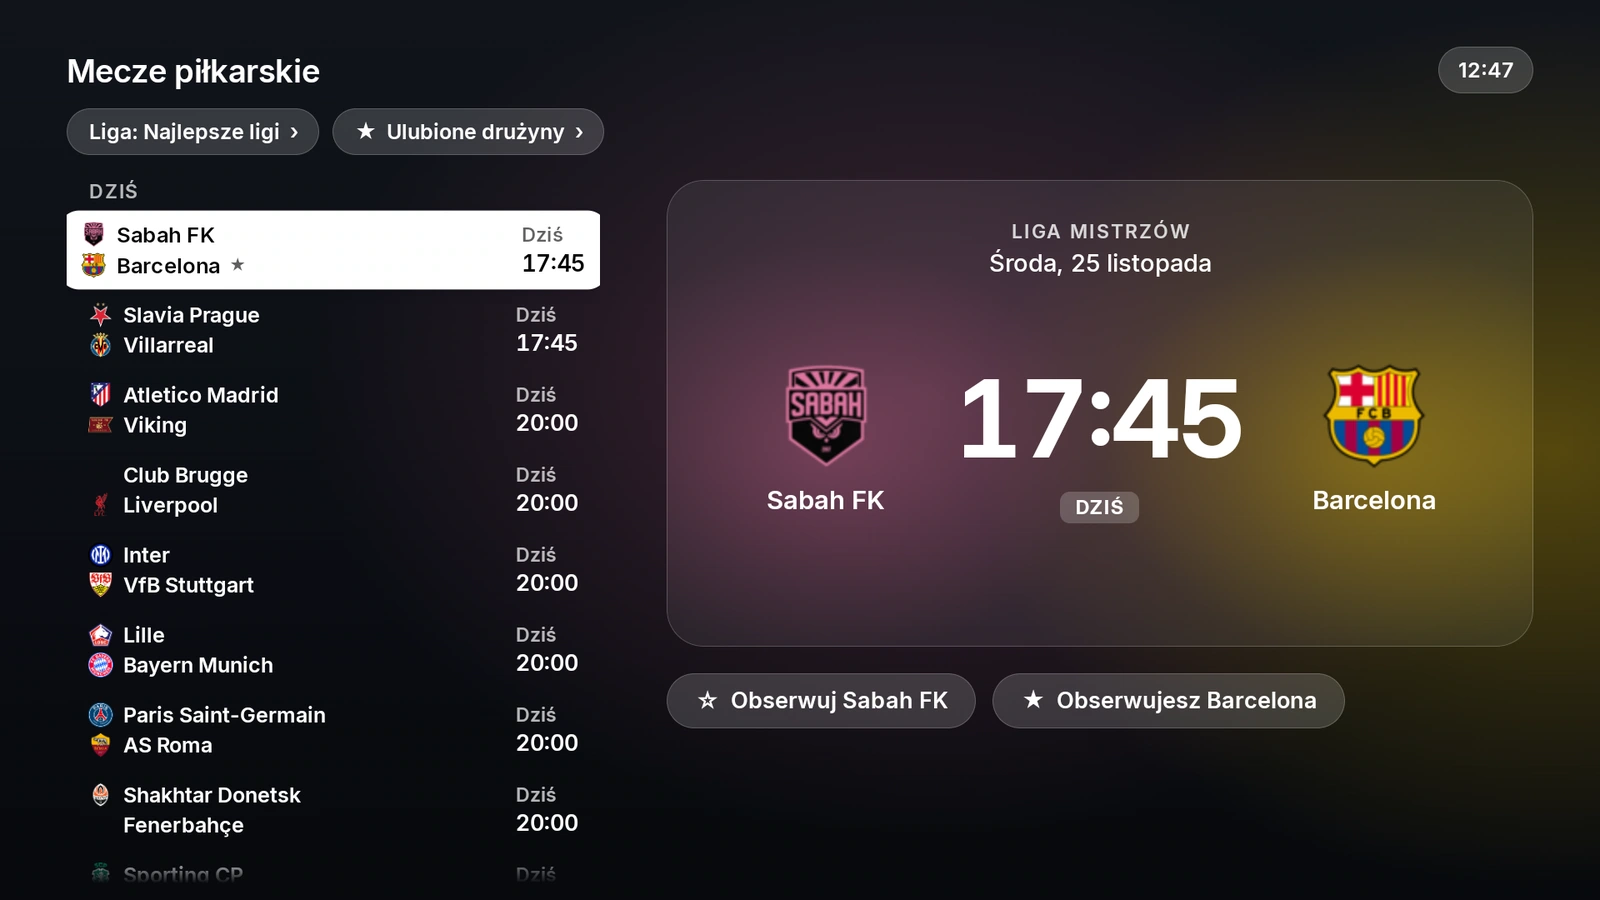 Mecze piłkarskie
12:47
Liga: Najlepsze ligi ›
★ Ulubione drużyny ›
DZIŚ
Sabah FK Dziś
Barcelona ★ 17:45
Slavia Prague Dziś
Villarreal 17:45
Atletico Madrid Dziś
Viking 20:00
Club Brugge Dziś
Liverpool 20:00
Inter Dziś
VfB Stuttgart 20:00
Lille Dziś
Bayern Munich 20:00
Paris Saint-Germain Dziś
AS Roma 20:00
Shakhtar Donetsk Dziś
Fenerbahçe 20:00
Sporting CP Dziś
LIGA MISTRZÓW
Środa, 25 listopada
SABAH
17:45
FCB
Sabah FK
DZIŚ
Barcelona
☆ Obserwuj Sabah FK
★ Obserwujesz Barcelona